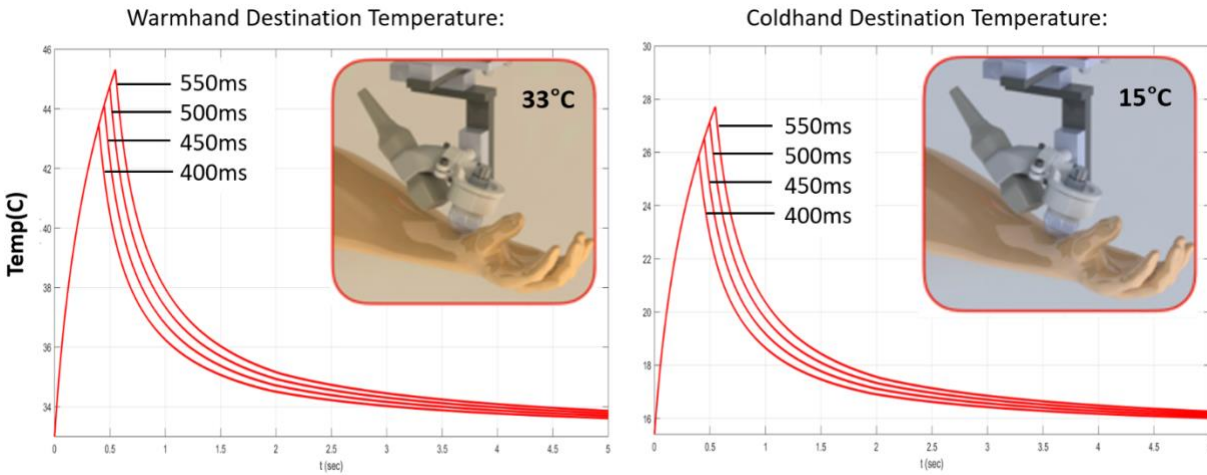 Warmhand Destination Temperature:
Coldhand Destination Temperature:
46
44
42
40
38
36
34
Temp(C)
550ms
500ms
450ms
400ms
33°C
0
0.5
1
1.5
2
2.5
3
3.5
4
4.5
5
t (sec)
30
28
26
24
22
20
18
16
550ms
500ms
450ms
400ms
15°C
0
0.5
1
1.5
2
2.5
3
3.5
4
4.5
t (sec)